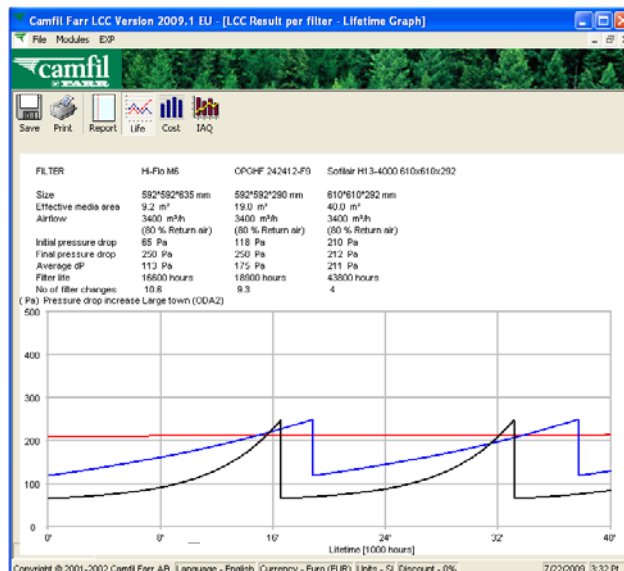 Camfil Farr LCC Version 2009.1 EU - [LCC Result per filter - Lifetime Graph]
File Modules EXP
camfil
FARR
Save Print Report Life Cost IAQ
FILTER Hi-Flo M6 OPGHF 242412-F9 Sofilair H13-4000 610x610x292
Size 592*592*635 mm 592*592*290 mm 610*610*292 mm
Effective media area 9.2 m² 19.0 m² 40.0 m²
Airflow 3400 m³/h 3400 m³/h 3400 m³/h
(80 % Return air) (80 % Return air) (80 % Return air)
Initial pressure drop 65 Pa 118 Pa 210 Pa
Final pressure drop 250 Pa 250 Pa 212 Pa
Average dP 113 Pa 175 Pa 211 Pa
Filter life 16600 hours 18900 hours 43800 hours
No of filter changes 10.6 9.3 4
(Pa) Pressure drop increase Large town (ODA2)
500
400
300
200
100
0
0' 8' 16' 24' 32' 40'
Lifetime [1000 hours]
Copyright © 2001-2002 Camfil Farr AB Language - English Currency - Euro (EUR) Units - SI Discount - 0% 7/22/2009 3:32 PM